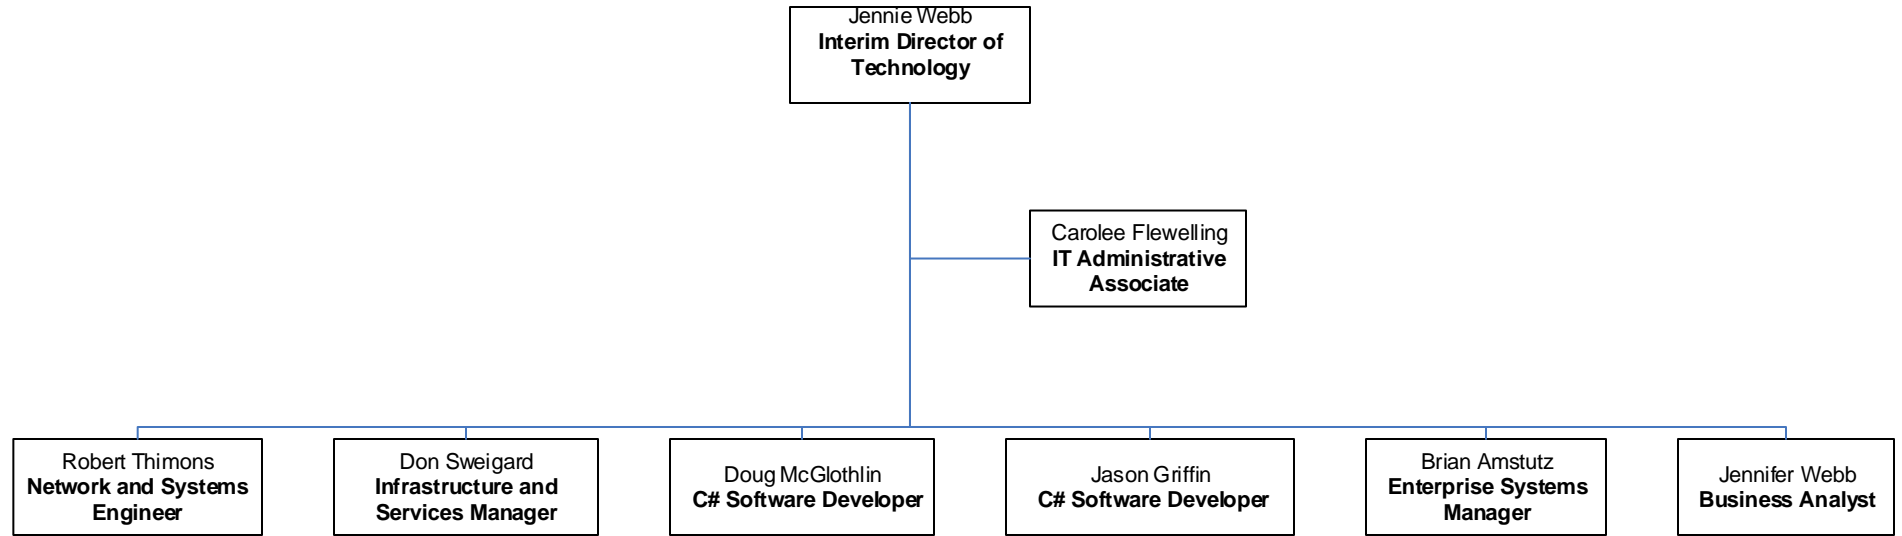 Jennie Webb
Interim Director of
Technology
Carolee Flewelling
IT Administrative
Associate
Robert Thimons
Network and Systems
Engineer
Don Sweigard
Infrastructure and
Services Manager
Doug McGlothlin
C# Software Developer
Jason Griffin
C# Software Developer
Brian Amstutz
Enterprise Systems
Manager
Jennifer Webb
Business Analyst